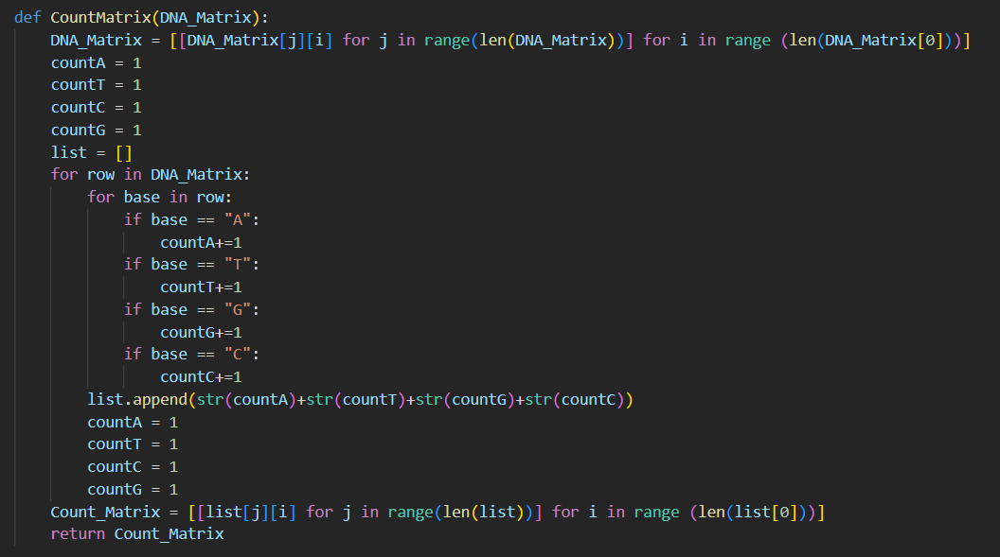 def CountMatrix(DNA_Matrix):
    DNA_Matrix = [[DNA_Matrix[j][i] for j in range(len(DNA_Matrix))] for i in range (len(DNA_Matrix[0]))]
    countA = 1
    countT = 1
    countC = 1
    countG = 1
    list = []
    for row in DNA_Matrix:
        for base in row:
            if base == "A":
                countA+=1
            if base == "T":
                countT+=1
            if base == "G":
                countG+=1
            if base == "C":
                countC+=1
        list.append(str(countA)+str(countT)+str(countG)+str(countC))
        countA = 1
        countT = 1
        countC = 1
        countG = 1
    Count_Matrix = [[list[j][i] for j in range(len(list))] for i in range (len(list[0]))]
    return Count_Matrix